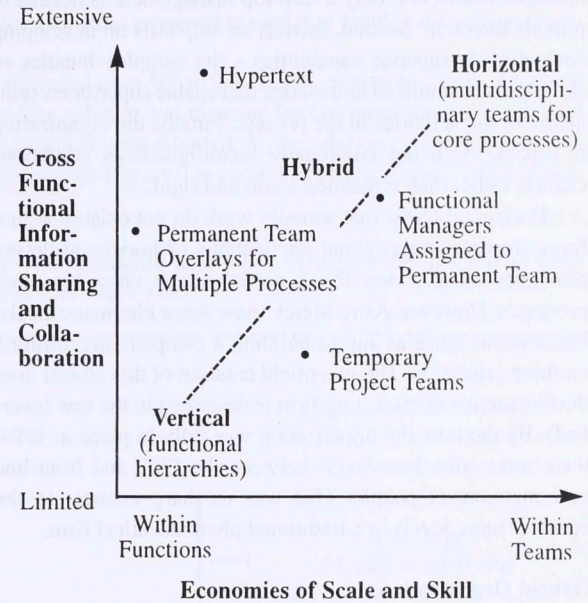 Extensive
Hypertext
Horizontal
(multidiscipli-
nary teams for
core processes)
Hybrid
Cross
Func-
tional
Infor-
mation
Sharing
and
Colla-
boration
Permanent Team
Overlays for
Multiple Processes
Functional
Managers
Assigned to
Permanent Team
Temporary
Project Teams
Vertical
(functional
hierarchies)
Limited
Within
Functions
Within
Teams
Economies of Scale and Skill